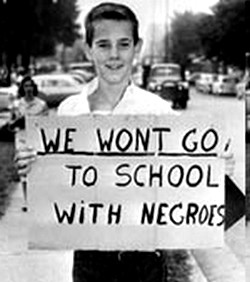 WE WONT GO,
TO SCHOOL
WITH NEGROES